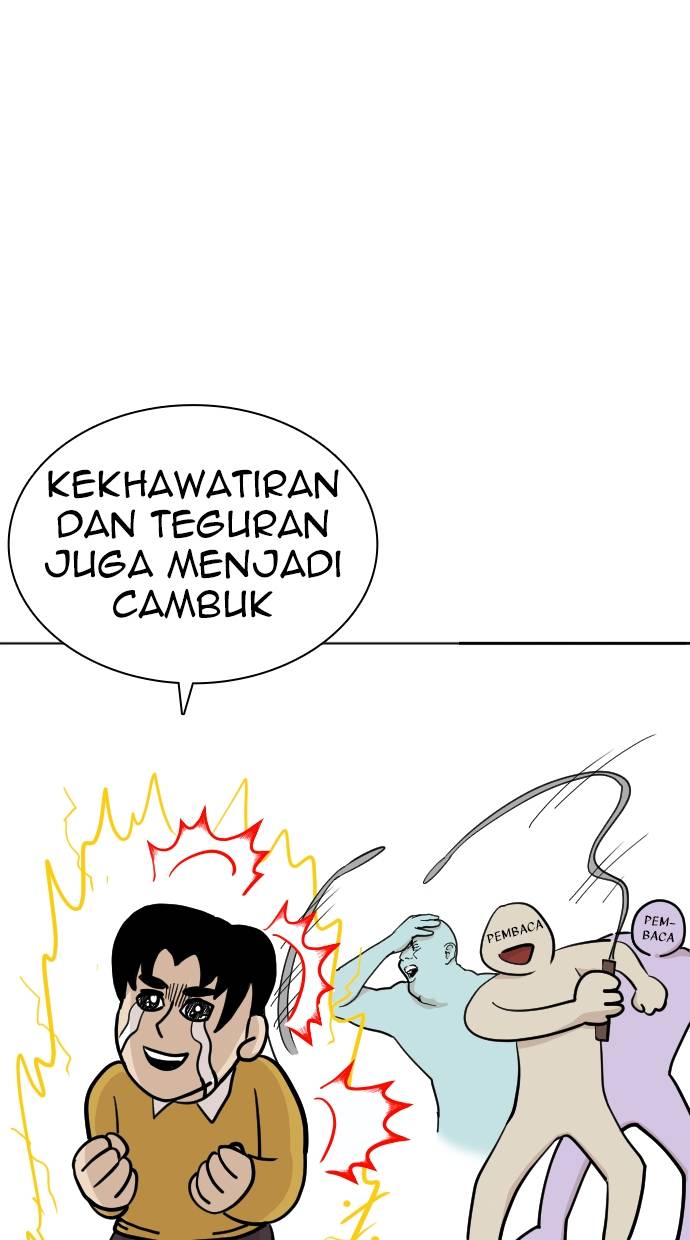 KEKHAWATIRAN
DAN TEGURAN
JUGA MENJADI
CAMBUK
PEMBACA
PEM-
BACA